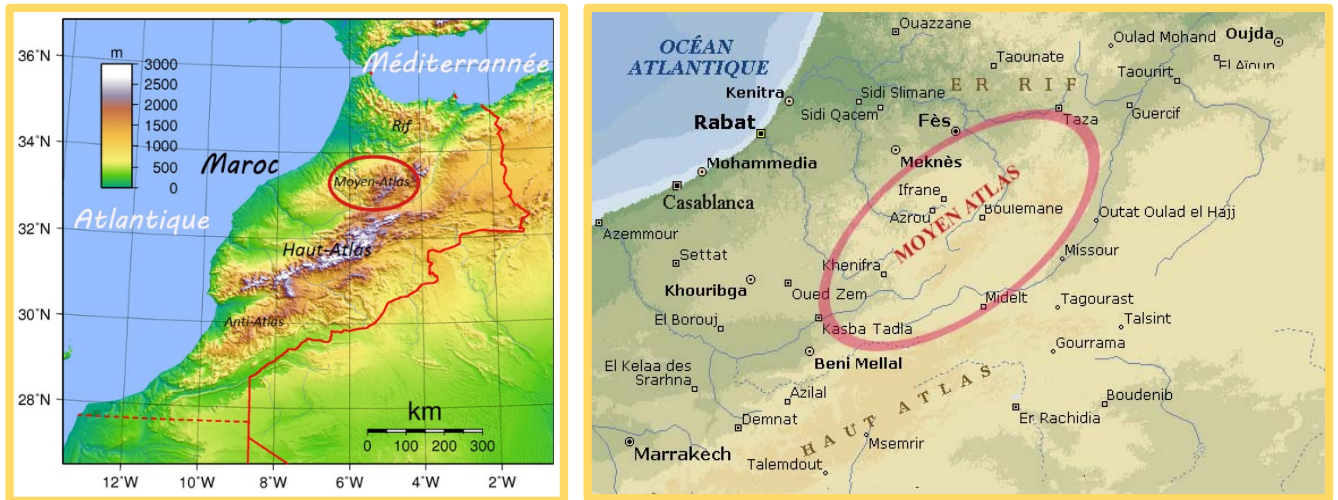 36°N
34°N
32°N
30°N
28°N
m
3000
2000
1500
1000
500
0
Méditerrannée
Rif
Maroc
Moyen-Atlas
Atlantique
Haut-Atlas
Anti-Atlas
km
0 100 200 300
12°W 10°W 8°W 6°W 4°W 2°W
OCÉAN
ATLANTIQUE
Ouazzane
Oulad Mohand
Oujda
Taounate
El Aïoun
Taourirt
ER RIF
Kenitra
Sidi Slimane
Sidi Qacem
Taza
Guercif
Rabat
Fès
Mohammedia
Meknès
Casablanca
Ifrane
Azrou
Boulemane
MOYEN ATLAS
Outat Oulad el Hajj
Azemmour
Settat
Khenifra
Missour
Khouribga
Oued Zem
Midelt
Tagourast
El Borouj
Kasba Tadla
Talsint
Gourrama
Beni Mellal
El Kelaa des
Srarhna
Azilal
HAUT ATLAS
Boudenib
Er Rachidia
Demnat
Marrakech
Msemrir
Talemdout